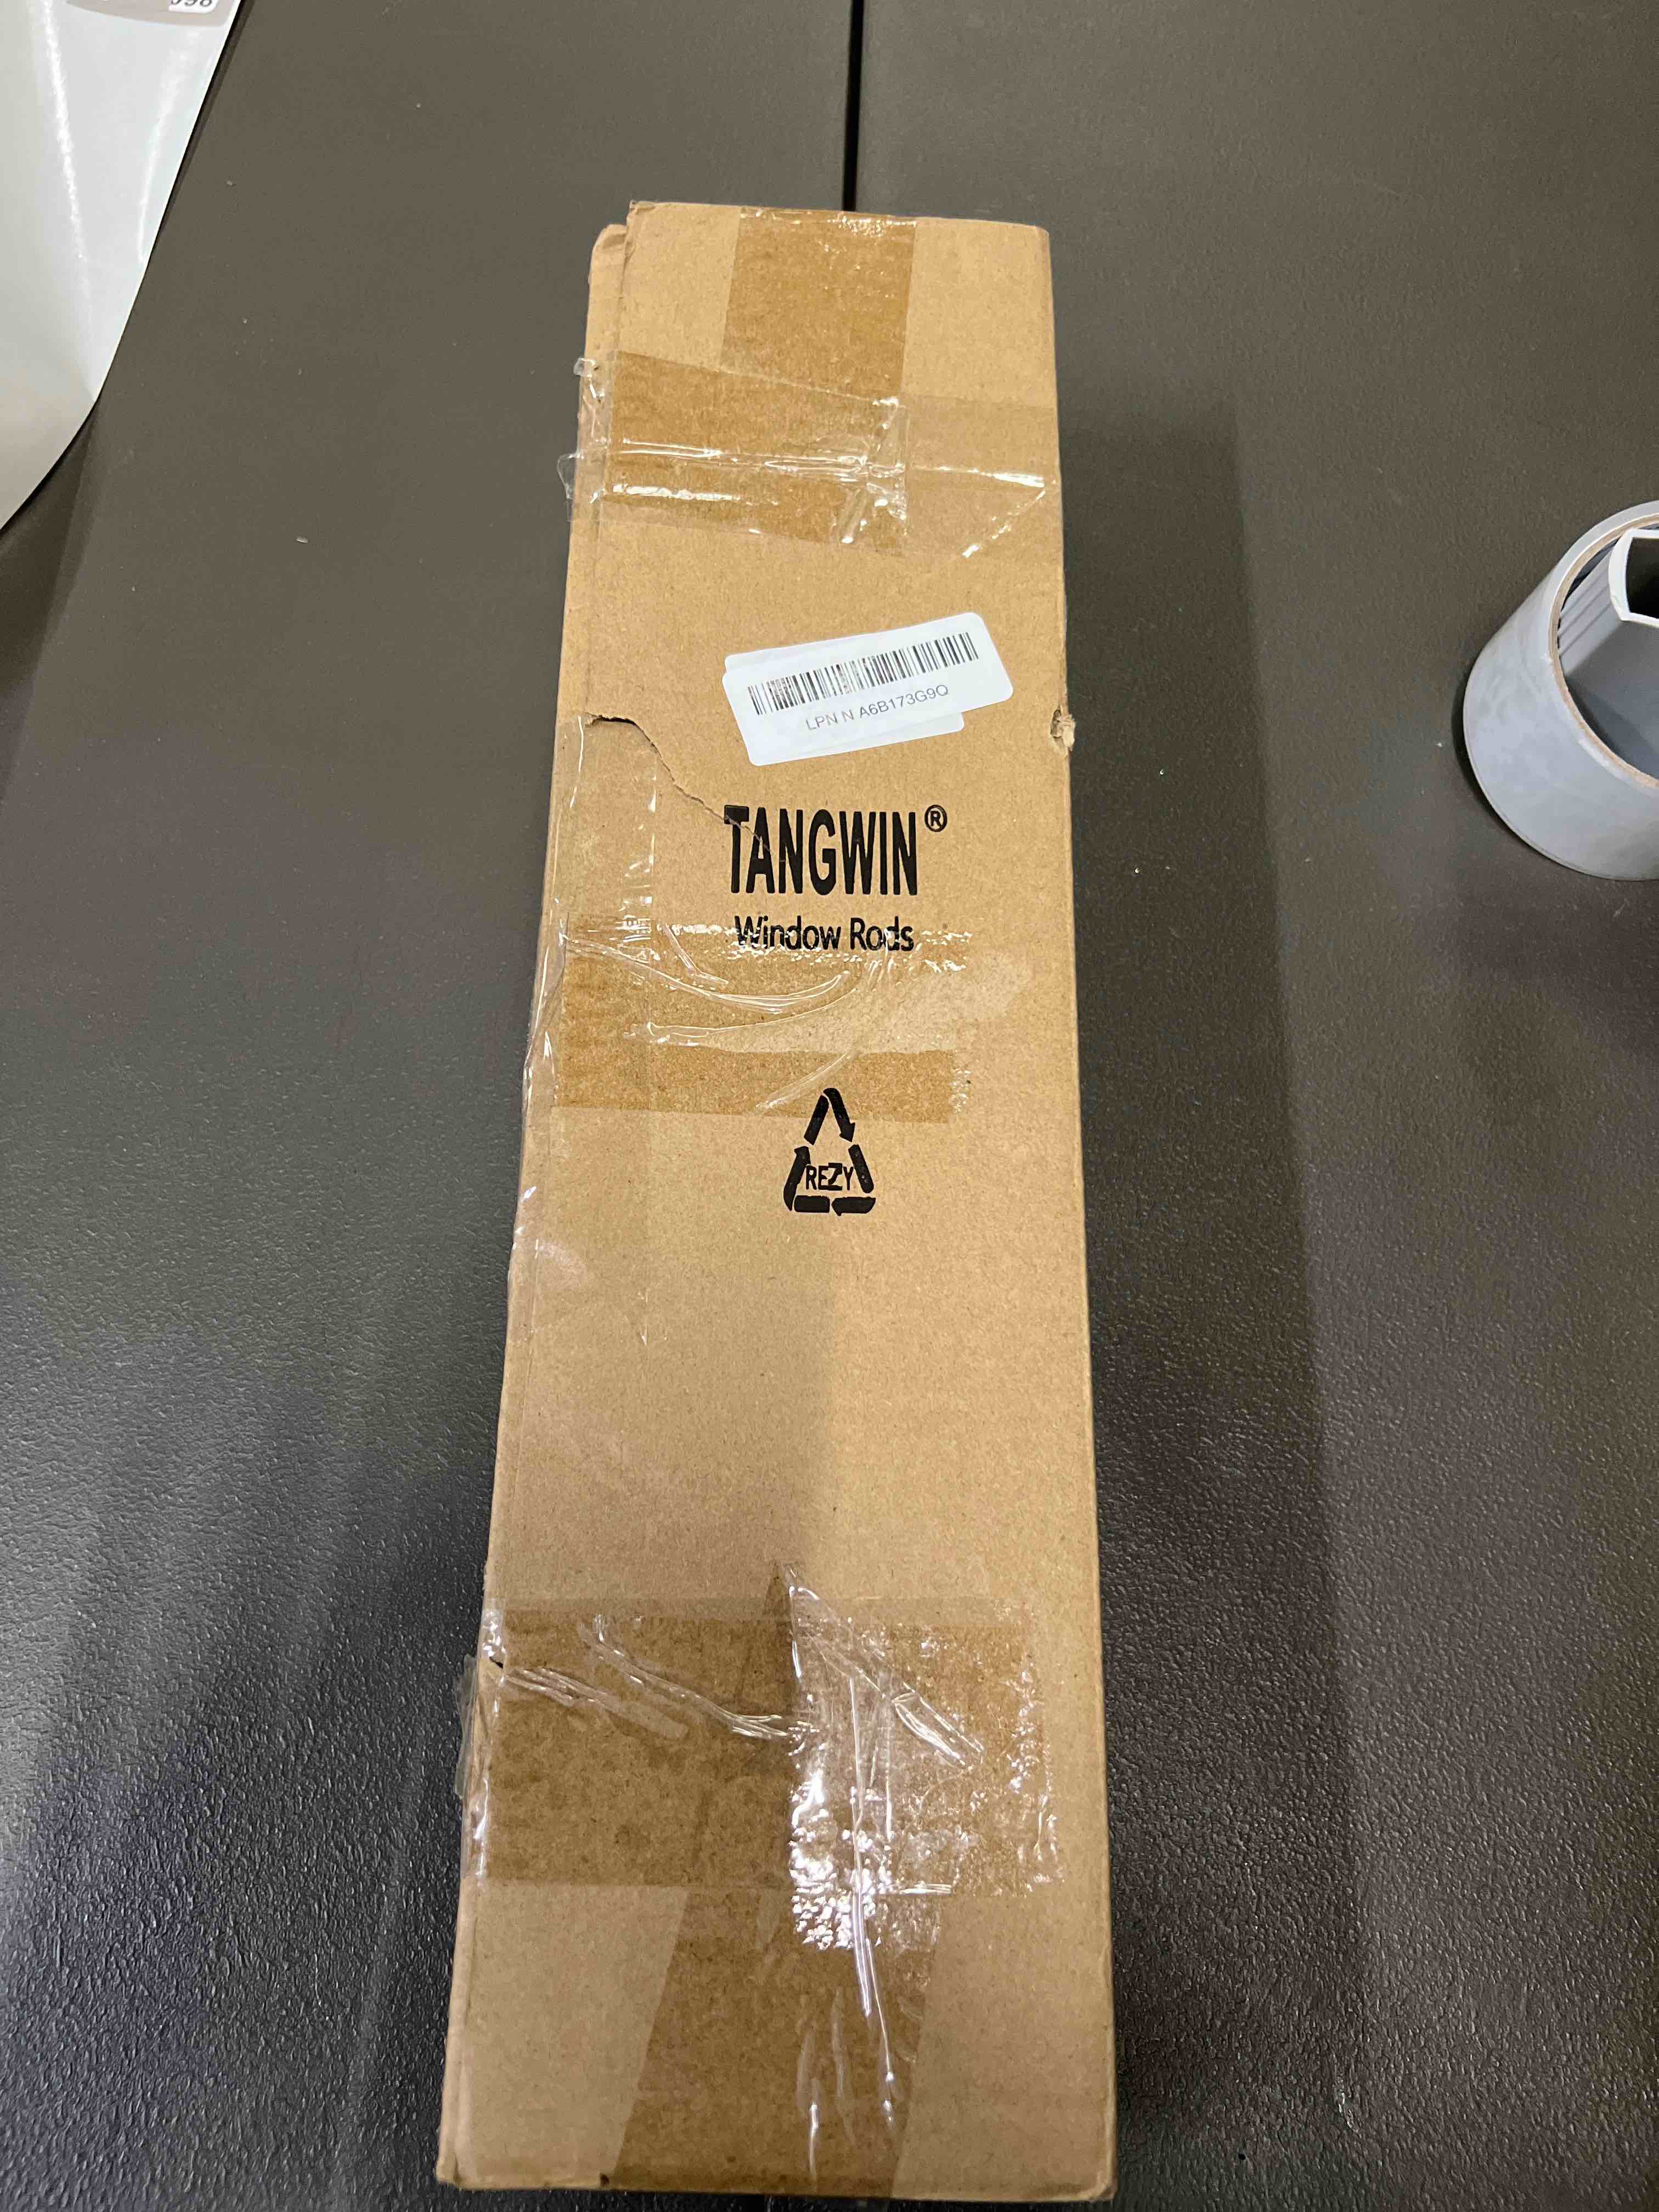 LPN N A6B173G9Q
TANGWIN®
Window Rods
REZY